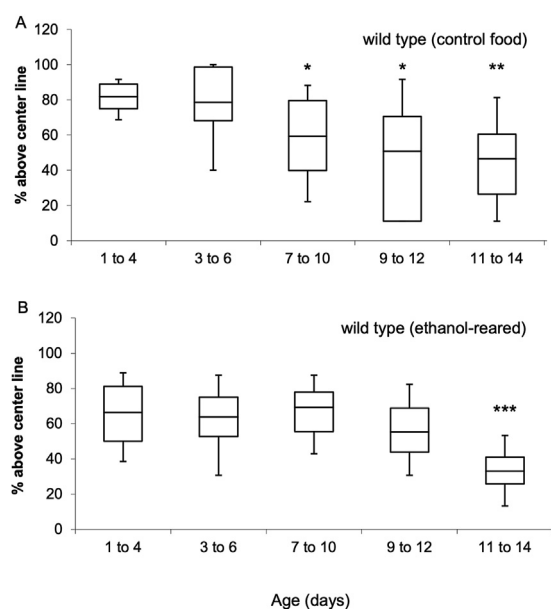 A
wild type (control food)
% above center line
120
100
80
60
40
20
0
* * **
1 to 4 3 to 6 7 to 10 9 to 12 11 to 14
B
wild type (ethanol-reared)
% above center line
120
100
80
60
40
20
0
***
1 to 4 3 to 6 7 to 10 9 to 12 11 to 14
Age (days)